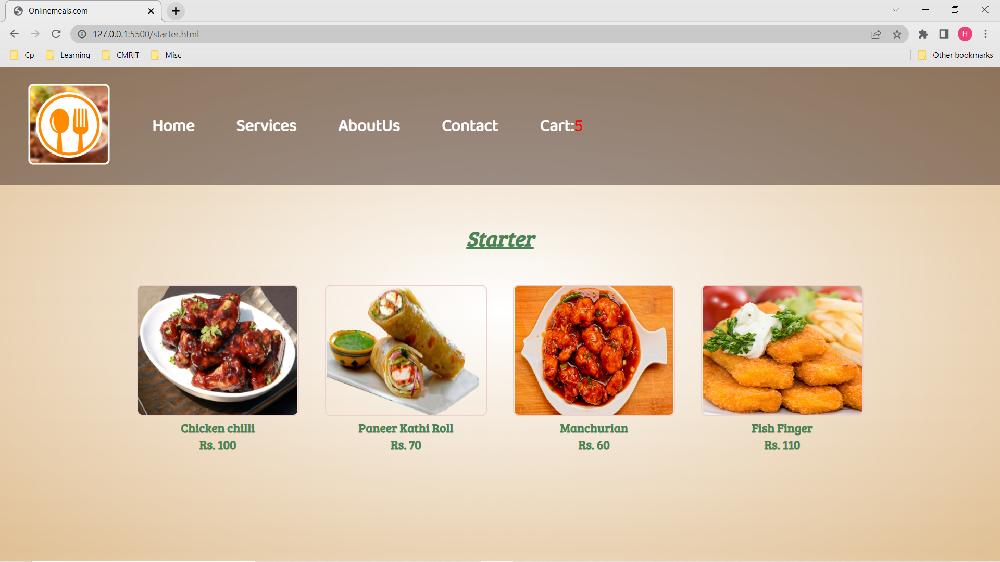 Onlinemeals.com
127.0.0.1:5500/starter.html
H
Cp Learning CMRIT Misc Other bookmarks
Home Services AboutUs Contact Cart:5
Starter
Chicken chilli Paneer Kathi Roll Manchurian Fish Finger
Rs. 100 Rs. 70 Rs. 60 Rs. 110